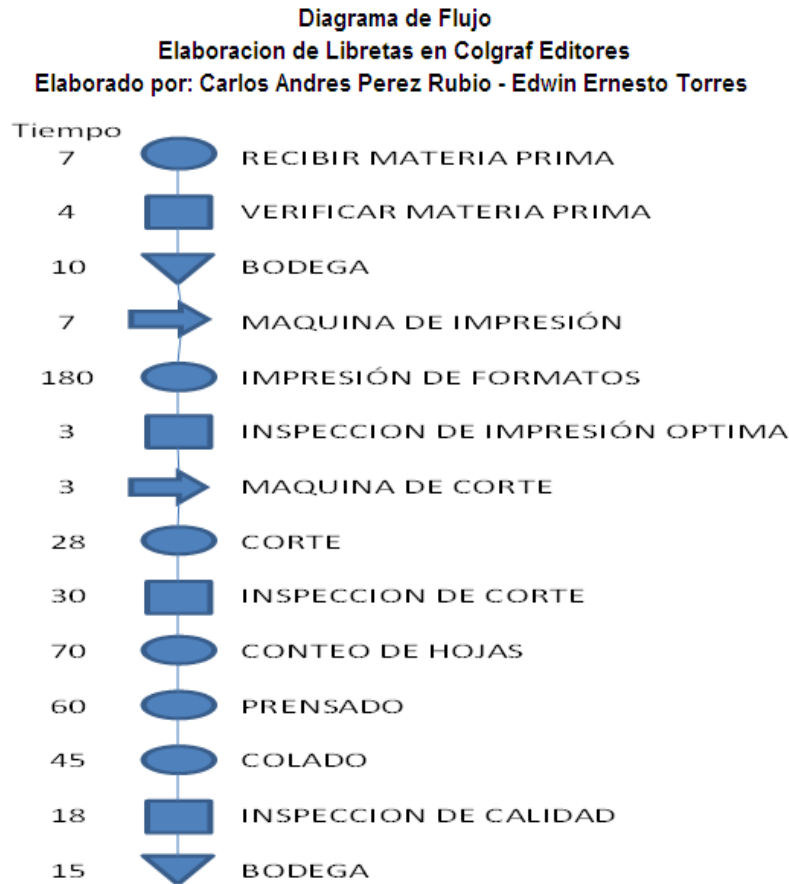 Diagrama de Flujo
Elaboracion de Libretas en Colgraf Editores
Elaborado por: Carlos Andres Perez Rubio - Edwin Ernesto Torres
Tiempo
7 RECIBIR MATERIA PRIMA
4 VERIFICAR MATERIA PRIMA
10 BODEGA
7 MAQUINA DE IMPRESIÓN
180 IMPRESIÓN DE FORMATOS
3 INSPECCION DE IMPRESIÓN OPTIMA
3 MAQUINA DE CORTE
28 CORTE
30 INSPECCION DE CORTE
70 CONTEO DE HOJAS
60 PRENSADO
45 COLADO
18 INSPECCION DE CALIDAD
15 BODEGA